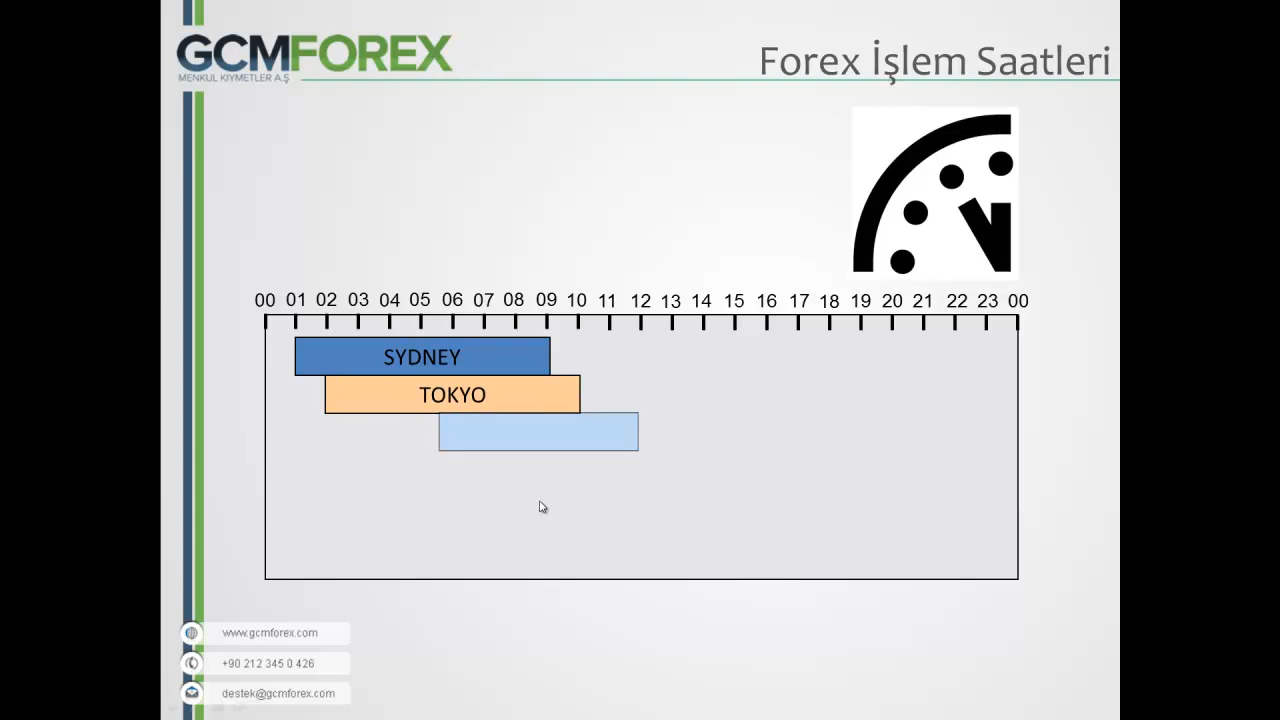 GCMFOREX
MENKUL KIYMETLER A.Ş
Forex İşlem Saatleri
00 01 02 03 04 05 06 07 08 09 10 11 12 13 14 15 16 17 18 19 20 21 22 23 00
SYDNEY
TOKYO
www.gcmforex.com
+90 212 345 0 426
destek@gcmforex.com